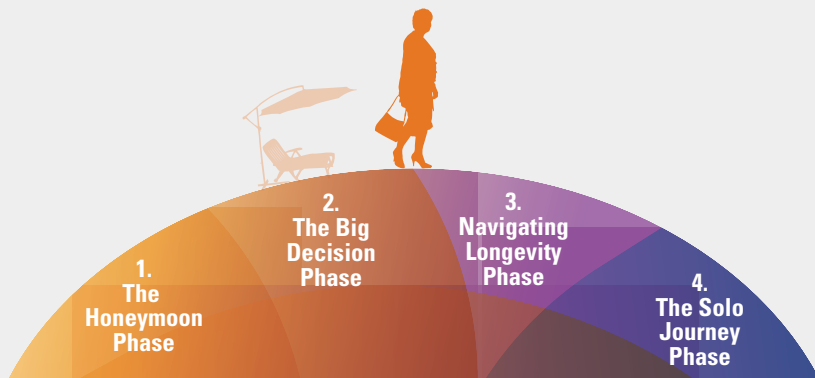 1.
The
Honeymoon
Phase
2.
The Big
Decision
Phase
3.
Navigating
Longevity
Phase
4.
The Solo
Journey
Phase